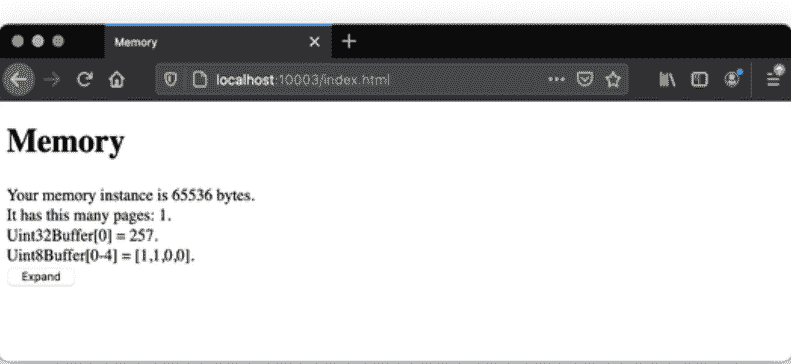 Memory
localhost:10003/index.html
Memory
Your memory instance is 65536 bytes.
It has this many pages: 1.
Uint32Buffer[0] = 257.
Uint8Buffer[0-4] = [1,1,0,0].
Expand